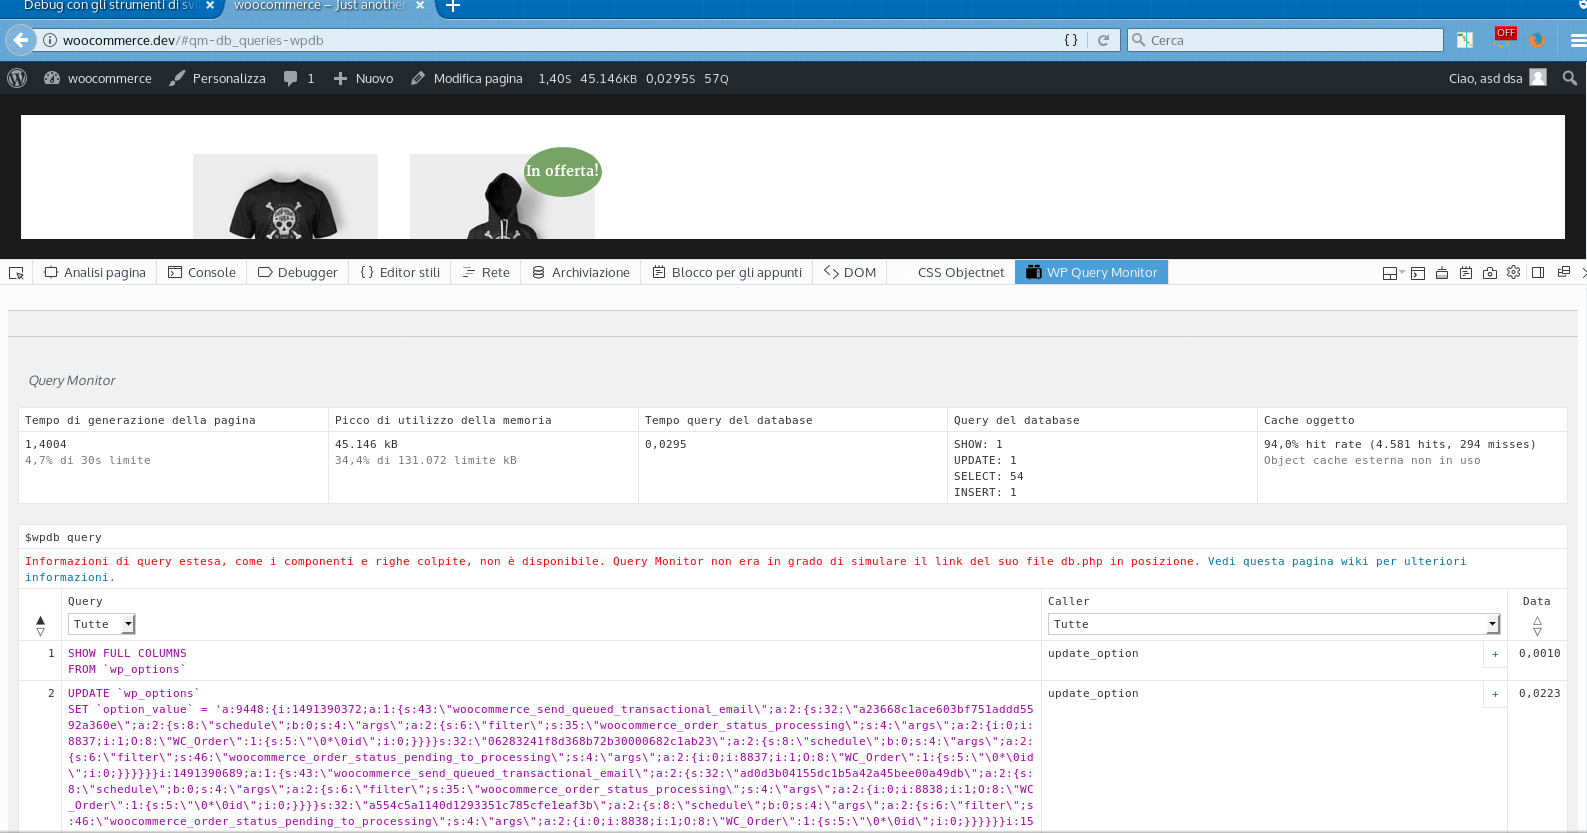 Debug con gli strumenti di svi
woocommerce – Just another
woocommerce.dev/#qm-db_queries-wpdb
Cerca
OFF
woocommerce Personalizza 1 Nuovo Modifica pagina 1,40S 45.146KB 0,0295S 57Q
Ciao, asd dsa
In offerta!
Analisi pagina Console Debugger Editor stili Rete Archiviazione Blocco per gli appunti DOM CSS Objectnet WP Query Monitor
Query Monitor
Tempo di generazione della pagina
1,4004
4,7% di 30s limite
Picco di utilizzo della memoria
45.146 kB
34,4% di 131.072 limite kB
Tempo query del database
0,0295
Query del database
SHOW: 1
UPDATE: 1
SELECT: 54
INSERT: 1
Cache oggetto
94,0% hit rate (4.581 hits, 294 misses)
Object cache esterna non in uso
$wpdb query
Informazioni di query estesa, come i componenti e righe colpite, non è disponibile. Query Monitor non era in grado di simulare il link del suo file db.php in posizione. Vedi questa pagina wiki per ulteriori
informazioni.
Query
Tutte
Caller
Tutte
Data
1
SHOW FULL COLUMNS
FROM `wp_options`
update_option
+
0,0010
2
UPDATE `wp_options`
SET `option_value` = 'a:9448:{i:1491390372;a:1:{s:43:\"woocommerce_send_queued_transactional_email\";a:2:{s:32:\"a23668c1ace603bf751addd55
92a360e\";a:2:{s:8:\"schedule\";b:0;s:4:\"args\";a:2:{s:6:\"filter\";s:35:\"woocommerce_order_status_processing\";s:4:\"args\";a:2:{i:0;i:
8837;i:1;O:8:\"WC_Order\":1:{s:5:\"\0*\0id\";i:0;}}}}s:32:\"06283241f8d368b72b30000682c1ab23\";a:2:{s:8:\"schedule\";b:0;s:4:\"args\";a:2:
{s:6:\"filter\";s:46:\"woocommerce_order_status_pending_to_processing\";s:4:\"args\";a:2:{i:0;i:8837;i:1;O:8:\"WC_Order\":1:{s:5:\"\0*\0id
\";i:0;}}}}}}i:1491390689;a:1:{s:43:\"woocommerce_send_queued_transactional_email\";a:2:{s:32:\"ad0d3b04155dc1b5a42a45bee00a49db\";a:2:{s:
8:\"schedule\";b:0;s:4:\"args\";a:2:{s:6:\"filter\";s:35:\"woocommerce_order_status_processing\";s:4:\"args\";a:2:{i:0;i:8838;i:1;O:8:\"WC
_Order\":1:{s:5:\"\0*\0id\";i:0;}}}}s:32:\"a554c5a1140d1293351c785cfe1eaf3b\";a:2:{s:8:\"schedule\";b:0;s:4:\"args\";a:2:{s:6:\"filter\";s
:46:\"woocommerce_order_status_pending_to_processing\";s:4:\"args\";a:2:{i:0;i:8838;i:1;O:8:\"WC_Order\":1:{s:5:\"\0*\0id\";i:0;}}}}}}i:15
update_option
+
0,0223